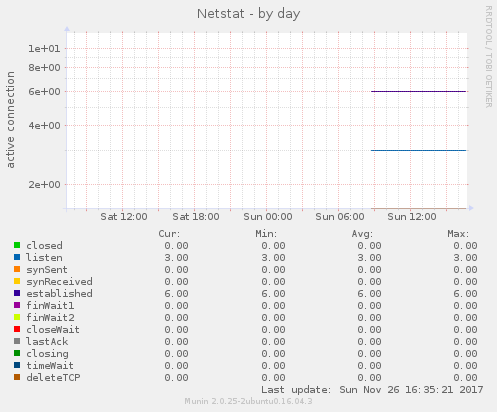 Netstat - by day
RRDTOOL / TOBI OETIKER
active connection
1e+01
8e+00
6e+00
4e+00
2e+00
Sat 12:00 Sat 18:00 Sun 00:00 Sun 06:00 Sun 12:00
Cur: Min: Avg: Max:
closed 0.00 0.00 0.00 0.00
listen 3.00 3.00 3.00 3.00
synSent 0.00 0.00 0.00 0.00
synReceived 0.00 0.00 0.00 0.00
established 6.00 6.00 6.00 6.00
finWait1 0.00 0.00 0.00 0.00
finWait2 0.00 0.00 0.00 0.00
closeWait 0.00 0.00 0.00 0.00
lastAck 0.00 0.00 0.00 0.00
closing 0.00 0.00 0.00 0.00
timeWait 0.00 0.00 0.00 0.00
deleteTCP 0.00 0.00 0.00 0.00
Last update: Sun Nov 26 16:35:21 2017
Munin 2.0.25-2ubuntu0.16.04.3